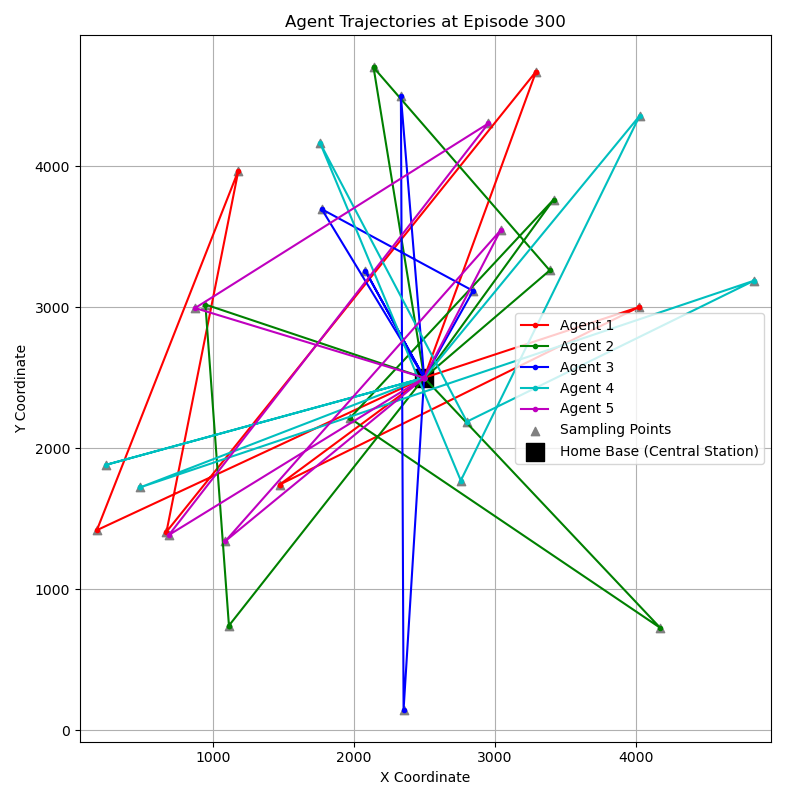 Agent Trajectories at Episode 300
4000
3000
2000
1000
0
Y Coordinate
Agent 1
Agent 2
Agent 3
Agent 4
Agent 5
Sampling Points
Home Base (Central Station)
1000
2000
3000
4000
X Coordinate